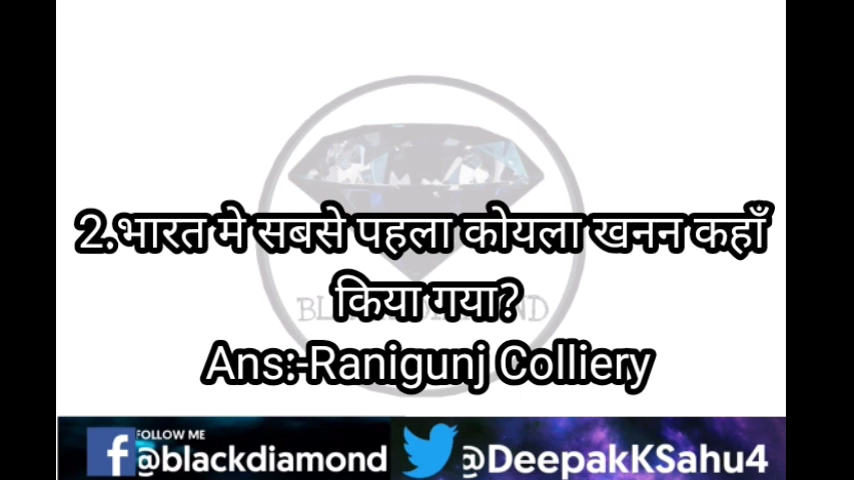 2.भारत मे सबसे पहला कोयला खनन कहाँ
किया गया?
Ans:-Ranigunj Colliery
FOLLOW ME
@blackdiamond
@DeepakKSahu4